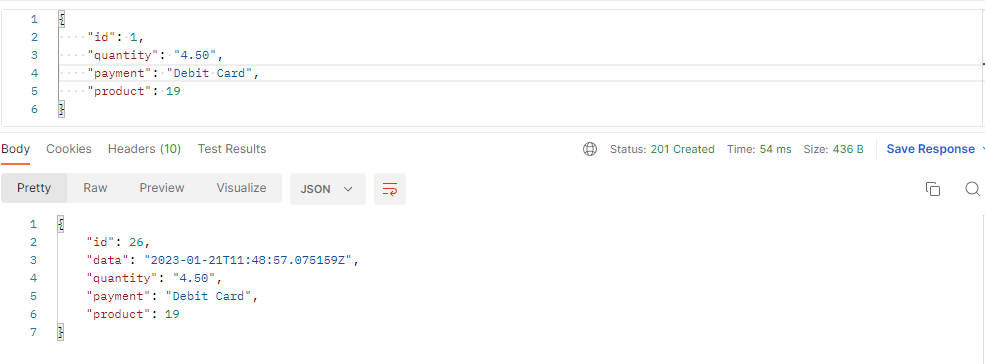 1 {
2 ····"id":·1,
3 ····"quantity":·"4.50",
4 ····"payment":·"Debit·Card",
5 ····"product":·19
6 }
Body Cookies Headers (10) Test Results Status: 201 Created Time: 54 ms Size: 436 B Save Response
Pretty Raw Preview Visualize JSON
1 {
2     "id": 26,
3     "data": "2023-01-21T11:48:57.075159Z",
4     "quantity": "4.50",
5     "payment": "Debit Card",
6     "product": 19
7 }